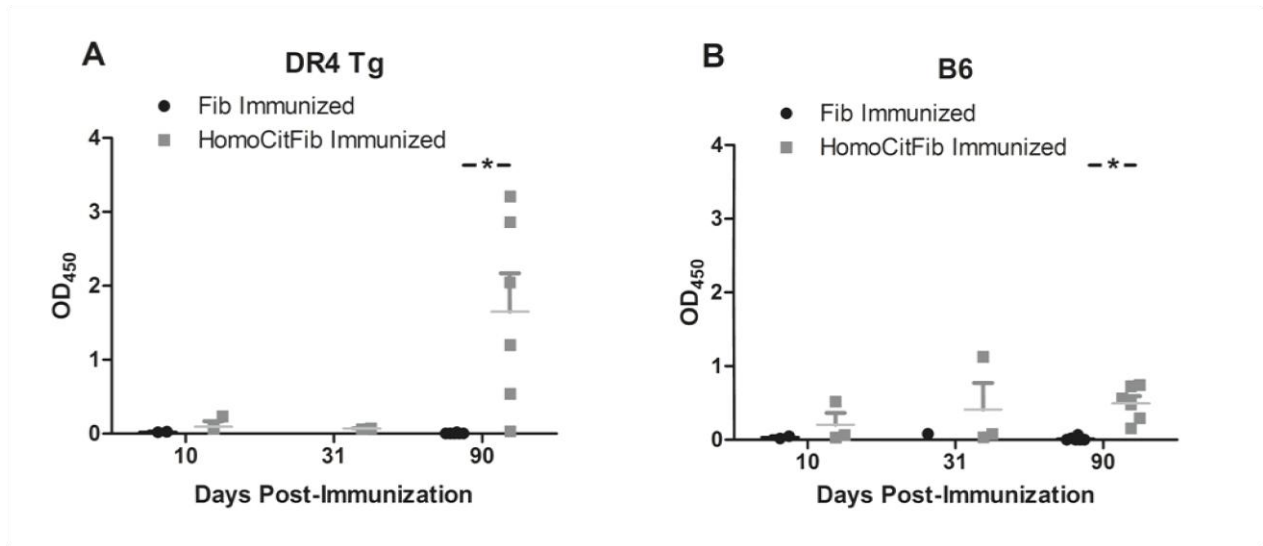 A
DR4 Tg
Fib Immunized
HomoCitFib Immunized
4
3
2
1
0
OD450
-*-
10
31
90
Days Post-Immunization
B
B6
Fib Immunized
HomoCitFib Immunized
4
3
2
1
0
OD450
-*-
10
31
90
Days Post-Immunization